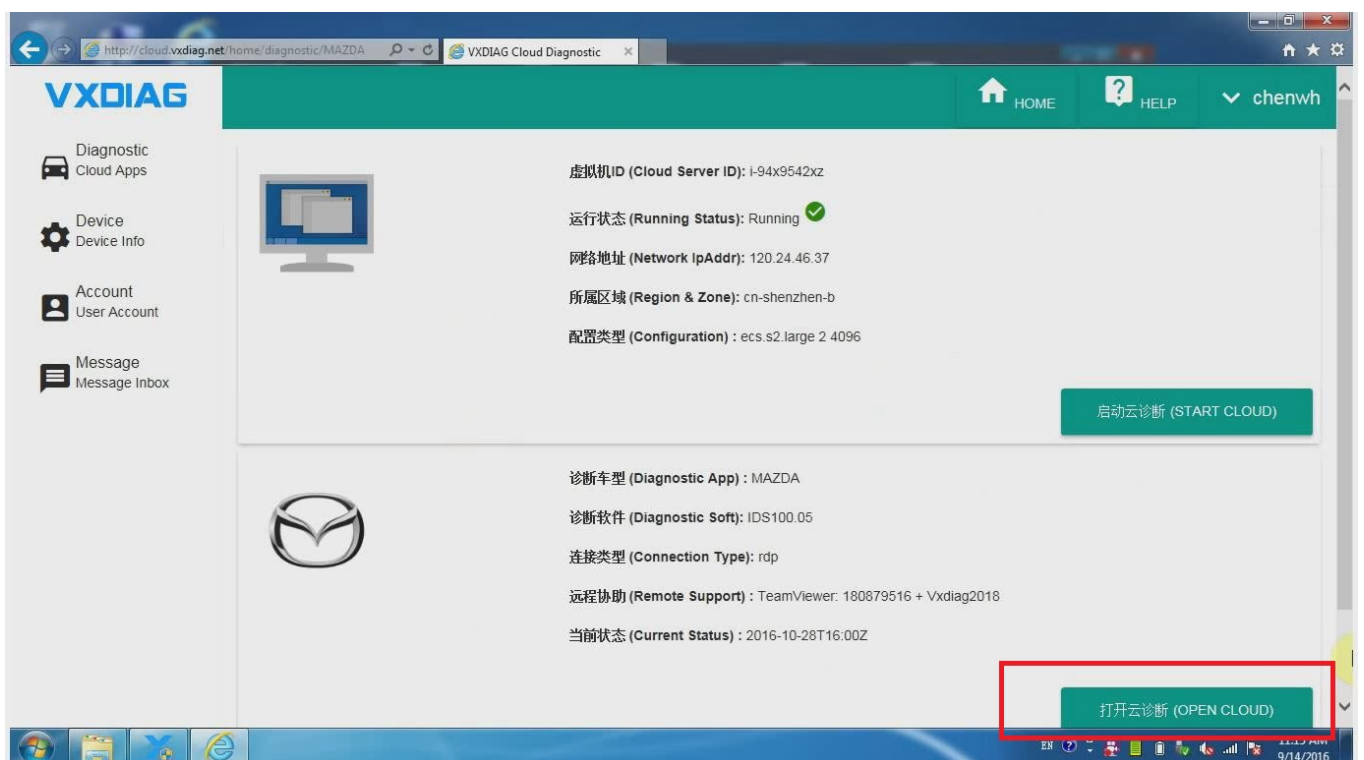 http://cloud.vxdiag.net/home/diagnostic/MAZDA
VXDIAG Cloud Diagnostic
VXDIAG
HOME
HELP
chenwh
Diagnostic
Cloud Apps
Device
Device Info
Account
User Account
Message
Message Inbox
虚拟机ID (Cloud Server ID): i-94x9542xz
运行状态 (Running Status): Running
网络地址 (Network IpAddr): 120.24.46.37
所属区域 (Region & Zone): cn-shenzhen-b
配置类型 (Configuration) : ecs.s2.large 2 4096
启动云诊断 (START CLOUD)
诊断车型 (Diagnostic App) : MAZDA
诊断软件 (Diagnostic Soft): IDS100.05
连接类型 (Connection Type): rdp
远程协助 (Remote Support) : TeamViewer: 180879516 + Vxdiag2018
当前状态 (Current Status) : 2016-10-28T16:00Z
打开云诊断 (OPEN CLOUD)
EN
AM
9/14/2016